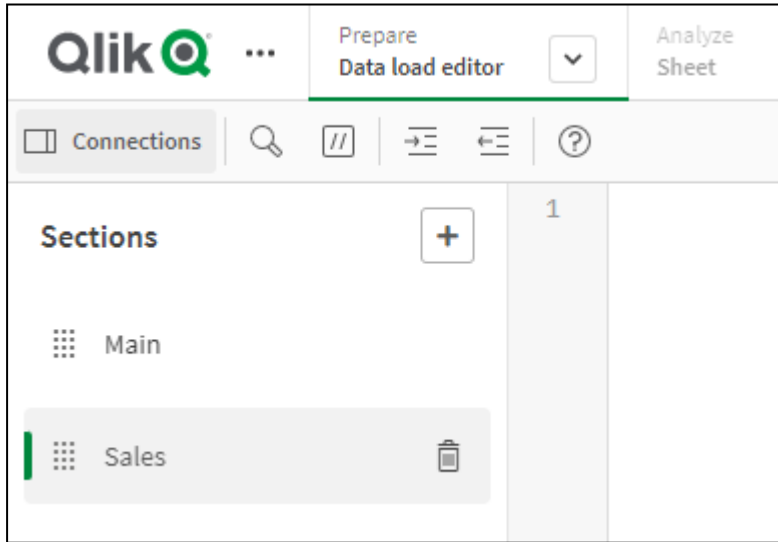 Qlik
Prepare
Data load editor
Analyze
Sheet
Connections
//
?
Sections
+
1
Main
Sales